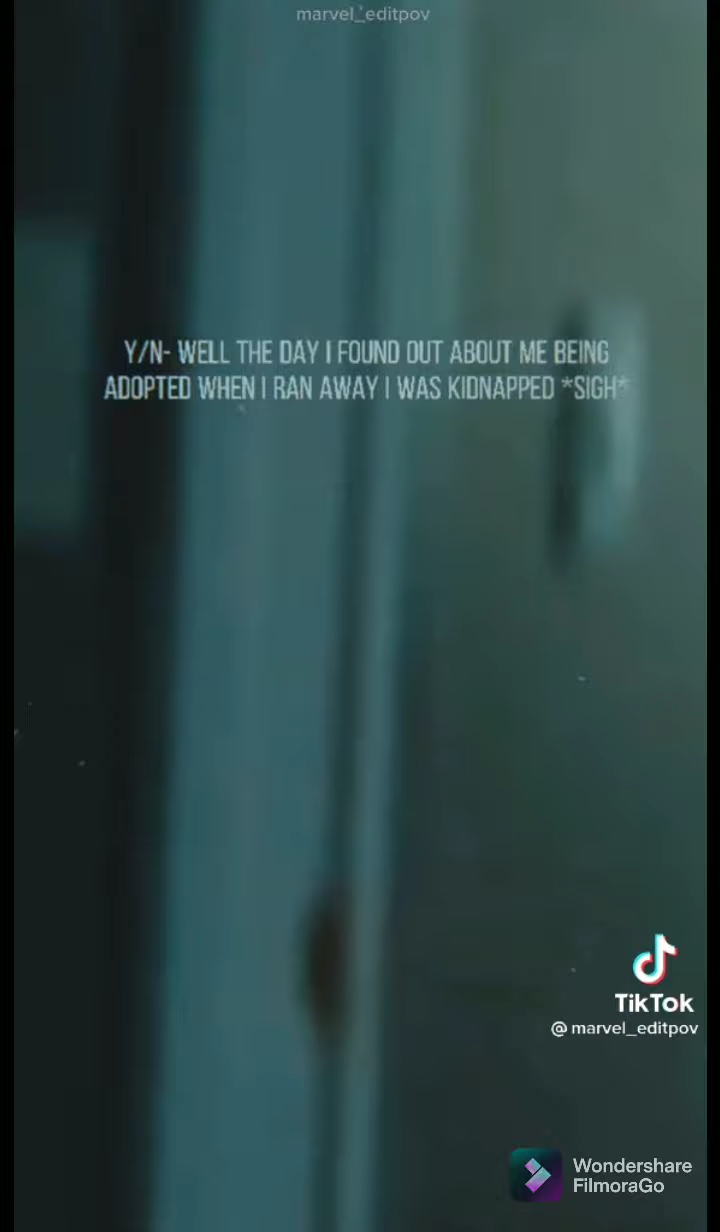 marvel_editpov
Y/N- WELL THE DAY I FOUND OUT ABOUT ME BEING
ADOPTED WHEN I RAN AWAY I WAS KIDNAPPED *SIGH*
TikTok
@ marvel_editpov
Wondershare
FilmoraGo